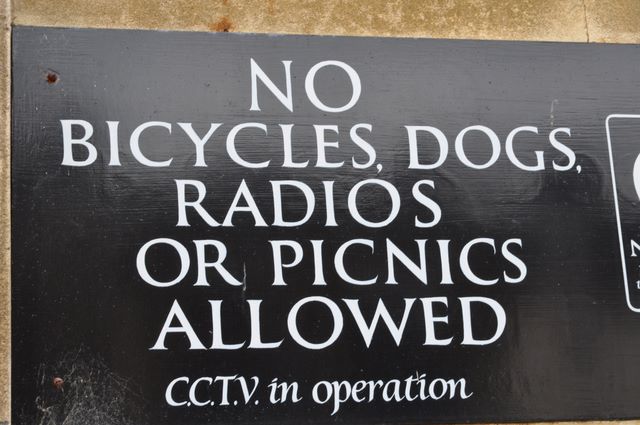 NO
BICYCLES, DOGS,
RADIOS
OR PICNICS
ALLOWED
C.C.T.V. in operation